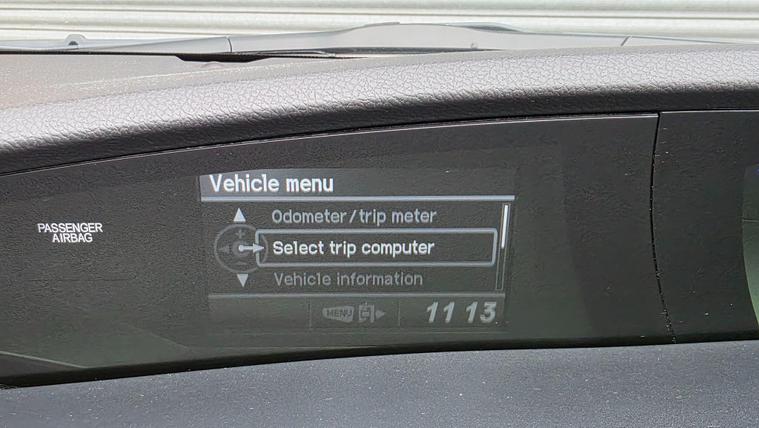 Vehicle menu
Odometer/trip meter
PASSENGER
AIRBAG
Select trip computer
Vehicle information
MENU
11 13